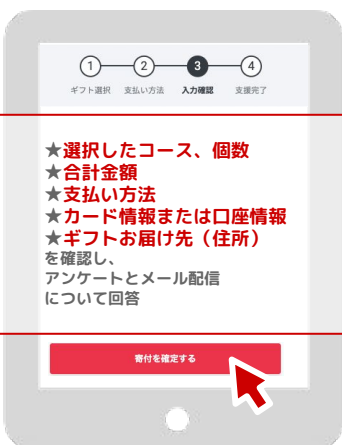 1 2 3 4
ギフト選択 支払い方法 入力確認 支援完了
★選択したコース、個数
★合計金額
★支払い方法
★カード情報または口座情報
★ギフトお届け先（住所）
を確認し、
アンケートとメール配信
について回答
寄付を確定する